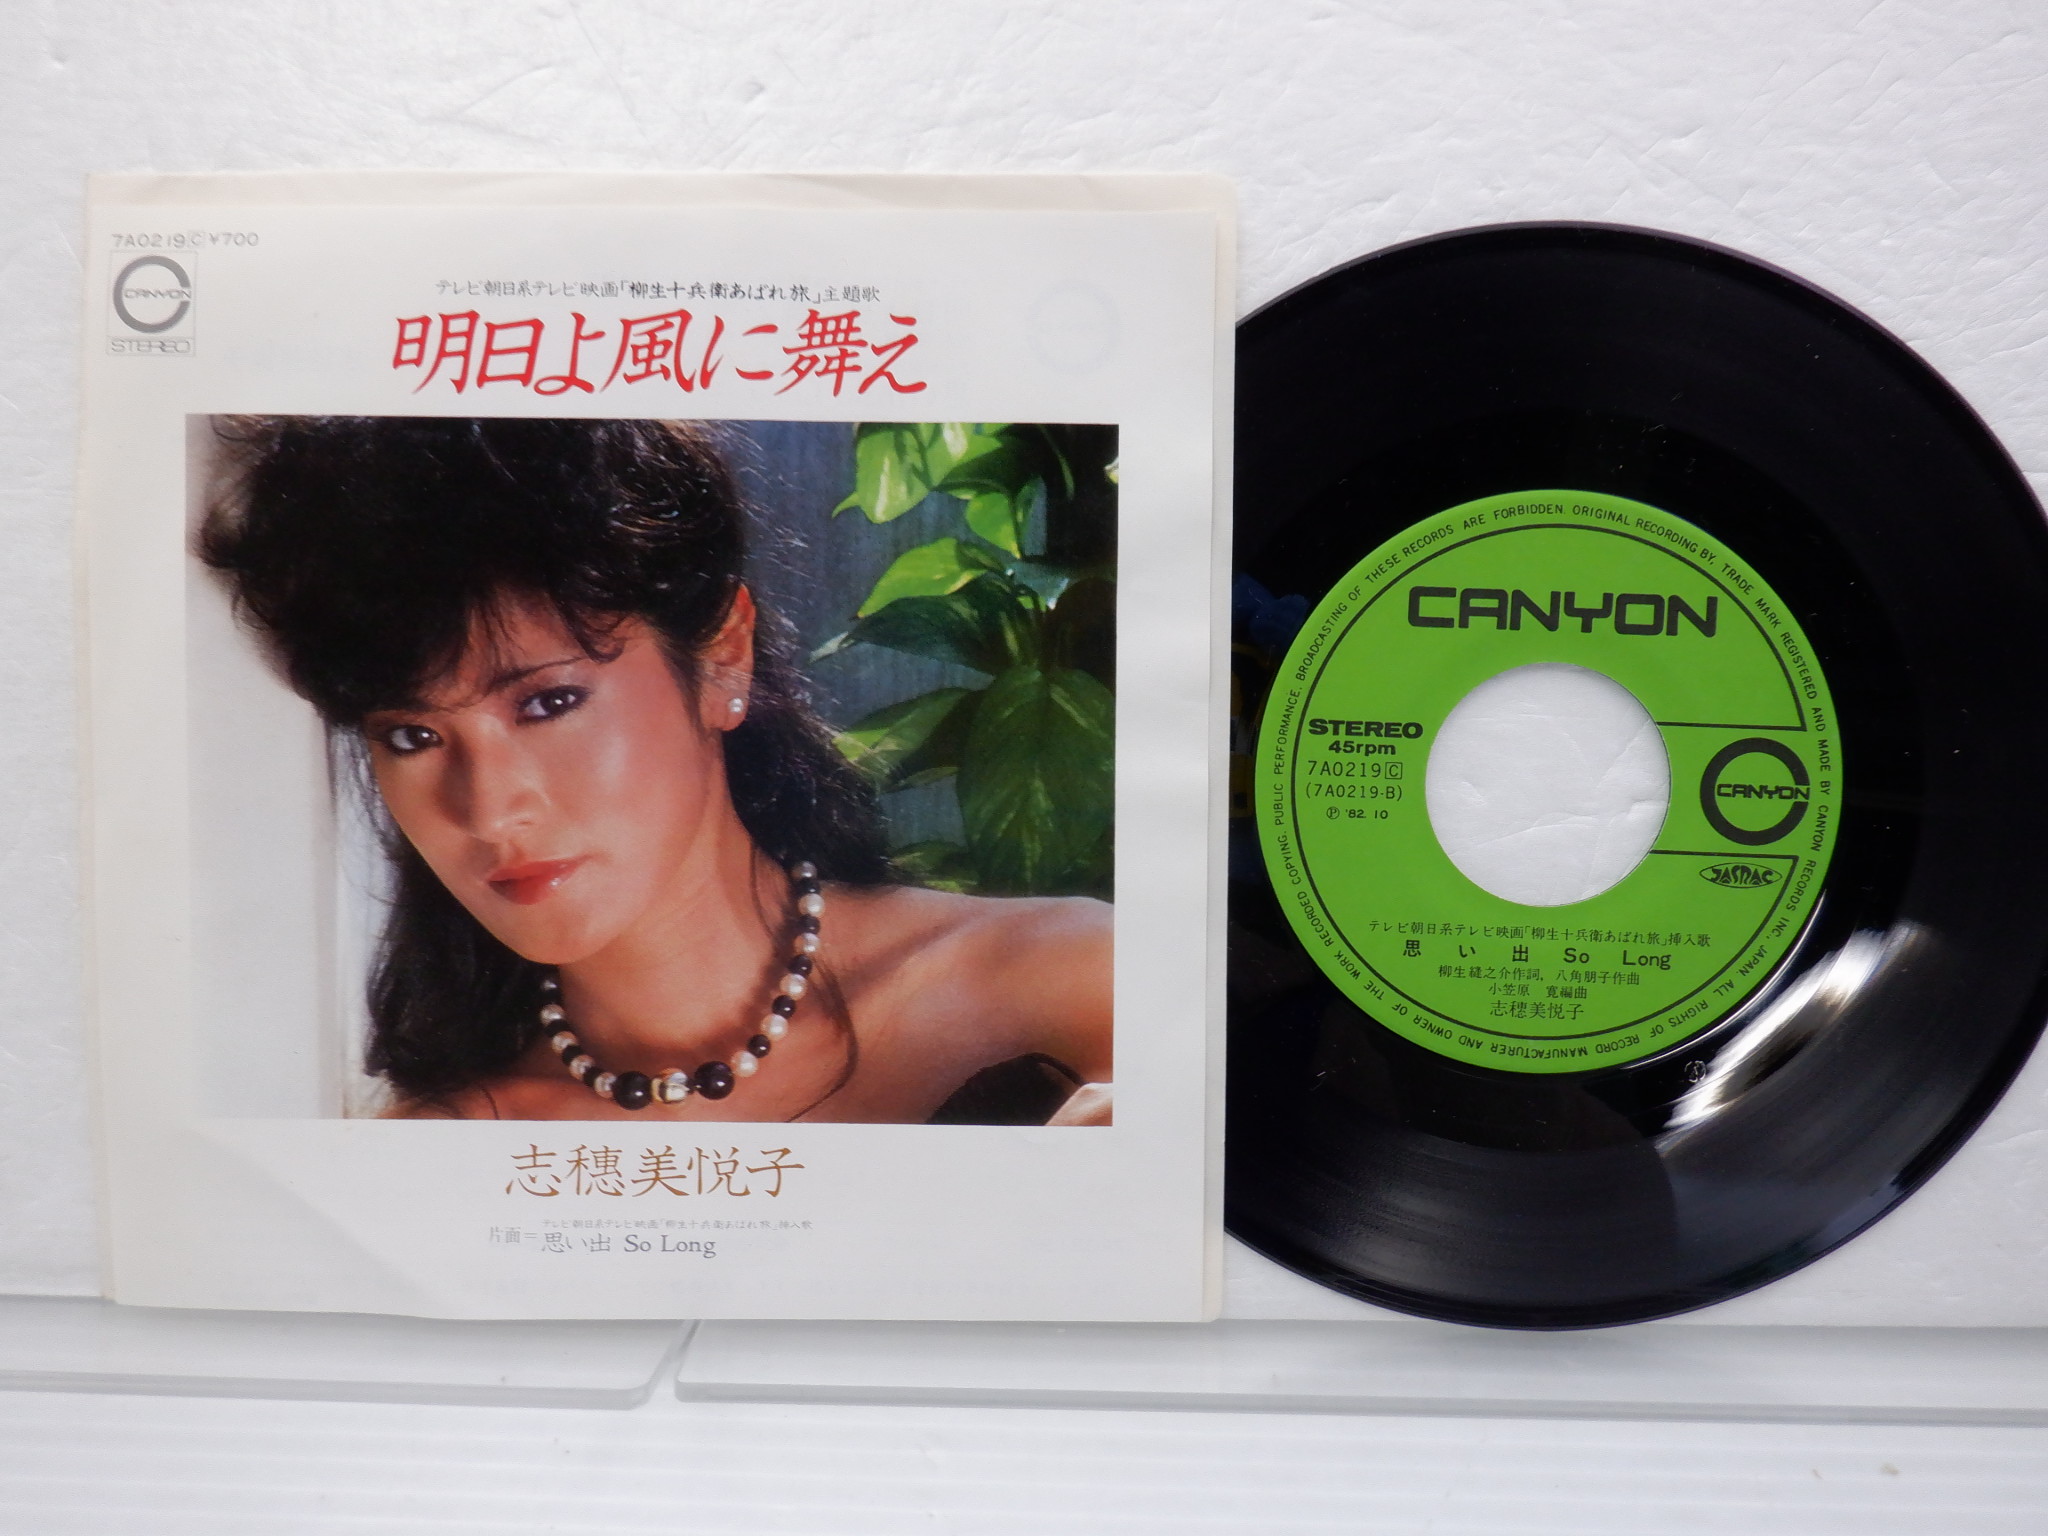 7A0219 C ¥700
CANYON
STEREO
テレビ朝日系テレビ映画「柳生十兵衛あばれ旅」主題歌
明日よ風に舞え
志穂美悦子
テレビ朝日系テレビ映画「柳生十兵衛あばれ旅」挿入歌
片面=思い出 So Long
CANYON
STEREO
45rpm
7A0219 C
(7A0219-B)
Ⓟ '82. 10
CANYON
JASRAC
テレビ朝日系テレビ映画「柳生十兵衛あばれ旅」挿入歌
思い出 So Long
柳生縫之介作詞, 八角朋子作曲
小笠原 寛編曲
志穂美悦子
ORIGINAL RECORDING BY, TRADE MARK REGISTERED AND MADE BY CANYON RECORDS INC., JAPAN ALL RIGHTS OF RECORD MANUFACTURER AND OWNER OF THE WORK RECORDED COPYING. PUBLIC PERFORMANCE. BROADCASTING OF THESE RECORDS ARE FORBIDDEN.